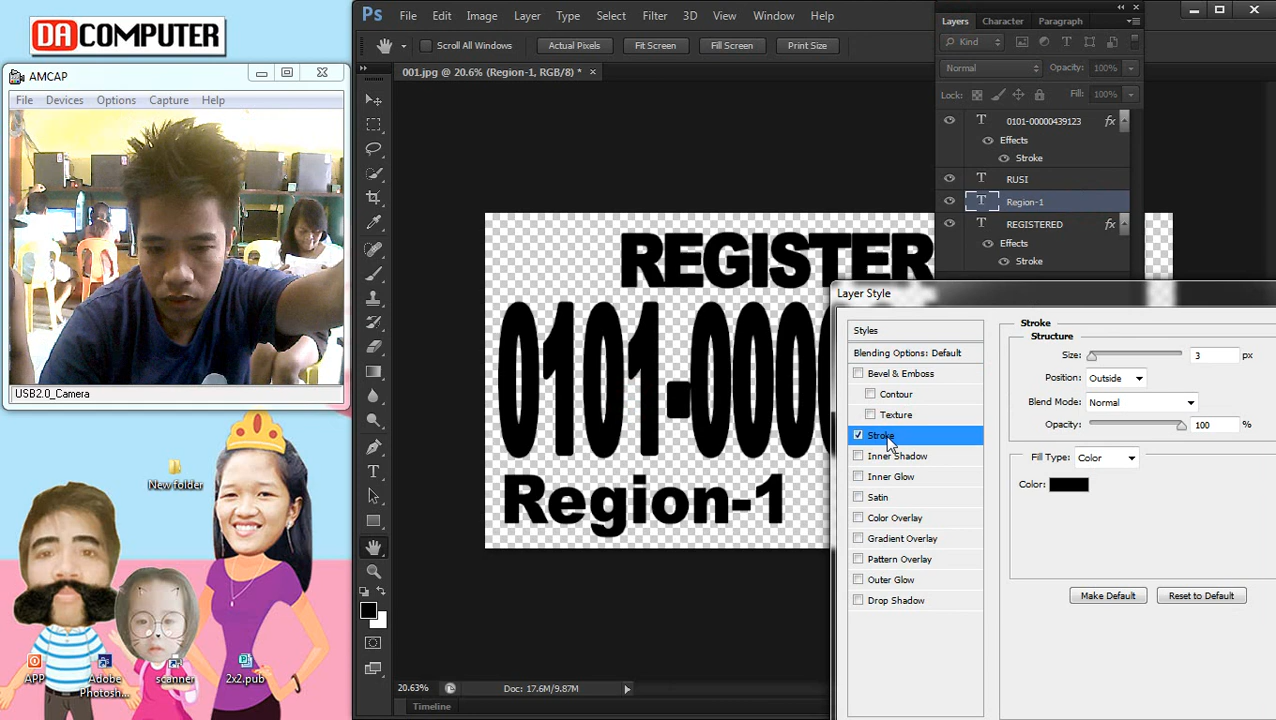 DACOMPUTER
AMCAP
File Devices Options Capture Help
USB2.0_Camera
New folder
APP
Adobe
Photosh...
scanner
2x2.pub
Ps File Edit Image Layer Type Select Filter 3D View Window Help
Scroll All Windows Actual Pixels Fit Screen Fill Screen Print Size
001.jpg @ 20.6% (Region-1, RGB/8) * ×
Layers Character Paragraph
Kind
Normal Opacity: 100%
Lock: Fill: 100%
T 0101-00000439123 fx
Effects
Stroke
T RUSI
T Region-1
T REGISTERED fx
Effects
Stroke
REGISTER
0101-000
Region-1
Layer Style
Styles
Blending Options: Default
Bevel & Emboss
Contour
Texture
Stroke
Inner Shadow
Inner Glow
Satin
Color Overlay
Gradient Overlay
Pattern Overlay
Outer Glow
Drop Shadow
Stroke
Structure
Size: 3 px
Position: Outside
Blend Mode: Normal
Opacity: 100 %
Fill Type: Color
Color:
Make Default Reset to Default
20.63% Doc: 17.6M/9.87M
Timeline